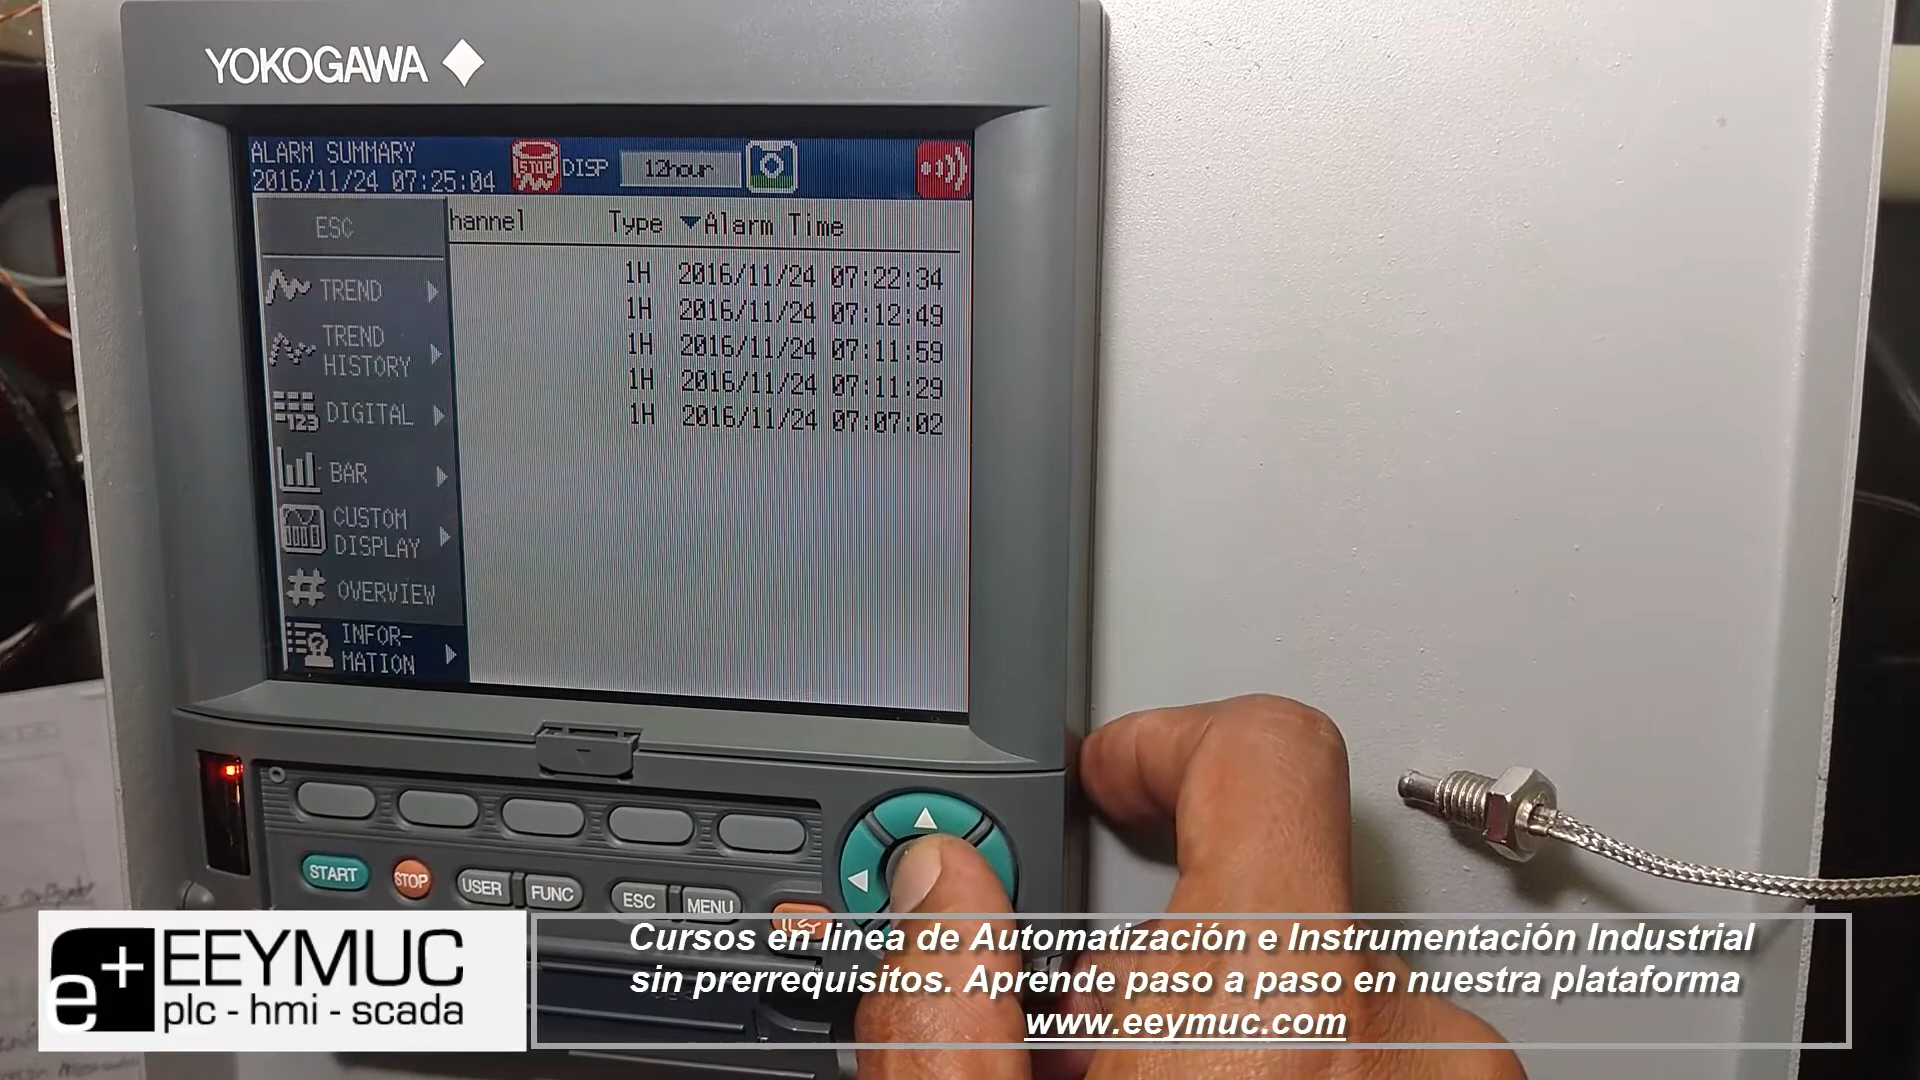 YOKOGAWA
ALARM SUMMARY
2016/11/24 07:25:04
STOP
DISP
12hour
ESC
hannel
Type
Alarm Time
TREND
TREND
HISTORY
DIGITAL
123
BAR
CUSTOM
DISPLAY
OVERVIEW
INFOR-
MATION
1H 2016/11/24 07:22:34
1H 2016/11/24 07:12:49
1H 2016/11/24 07:11:59
1H 2016/11/24 07:11:29
1H 2016/11/24 07:07:02
START
STOP
USER
FUNC
ESC
MENU
e+
EEYMUC
plc - hmi - scada
Cursos en linea de Automatización e Instrumentación Industrial
sin prerrequisitos. Aprende paso a paso en nuestra plataforma
www.eeymuc.com